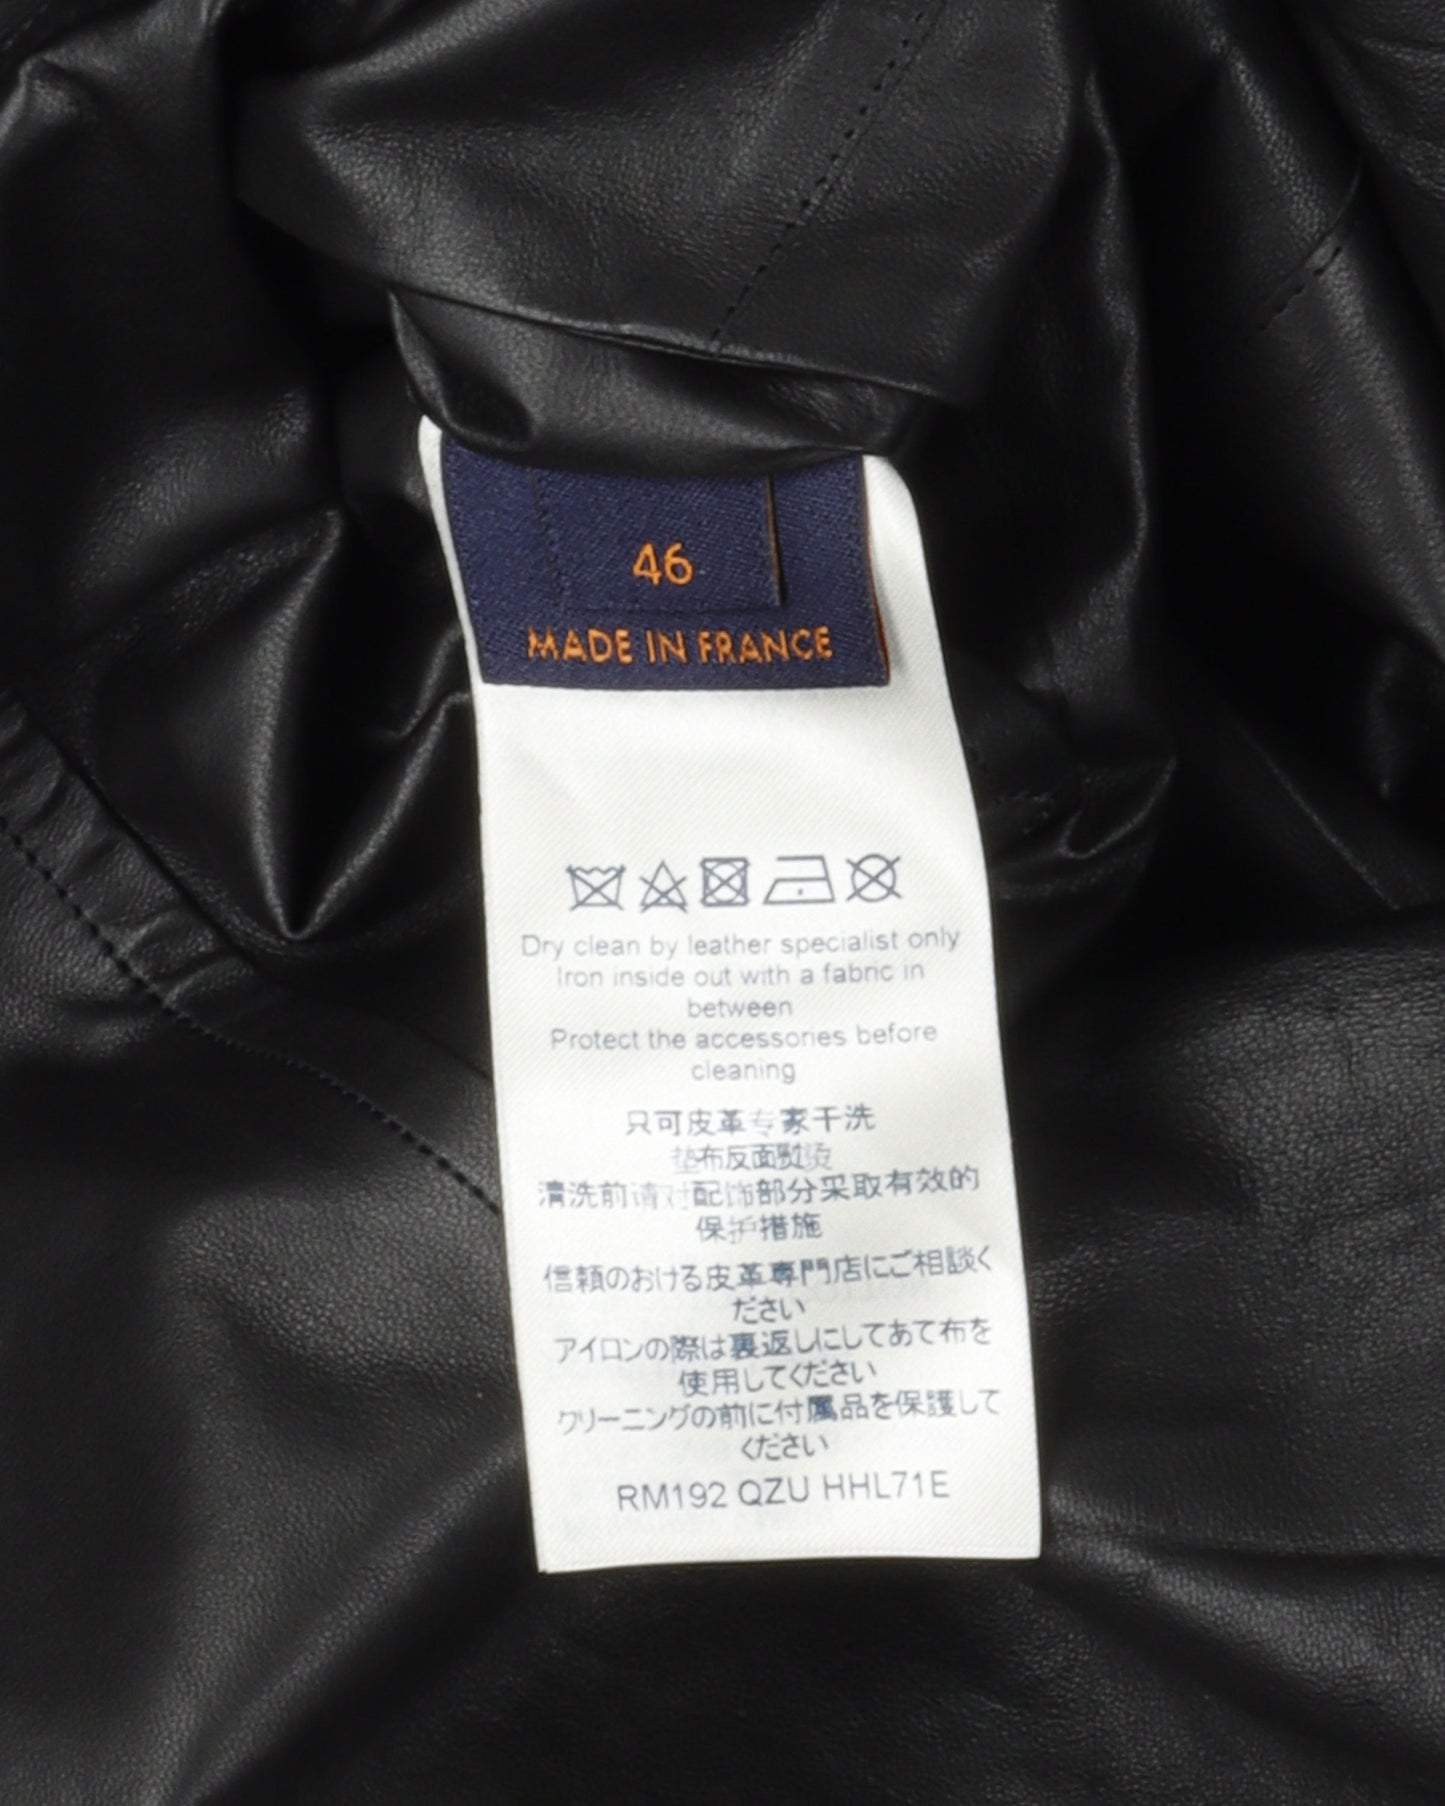 46
MADE IN FRANCE
Dry clean by leather specialist only
Iron inside out with a fabric in
between
Protect the accessories before
cleaning
只可皮革专家干洗
垫布反面熨烫
清洗前请对配饰部分采取有效的
保护措施
信頼のおける皮革専門店にご相談く
ださい
アイロンの際は裏返しにしてあて布を
使用してください
クリーニングの前に付属品を保護して
ください
RM192 QZU HHL71E